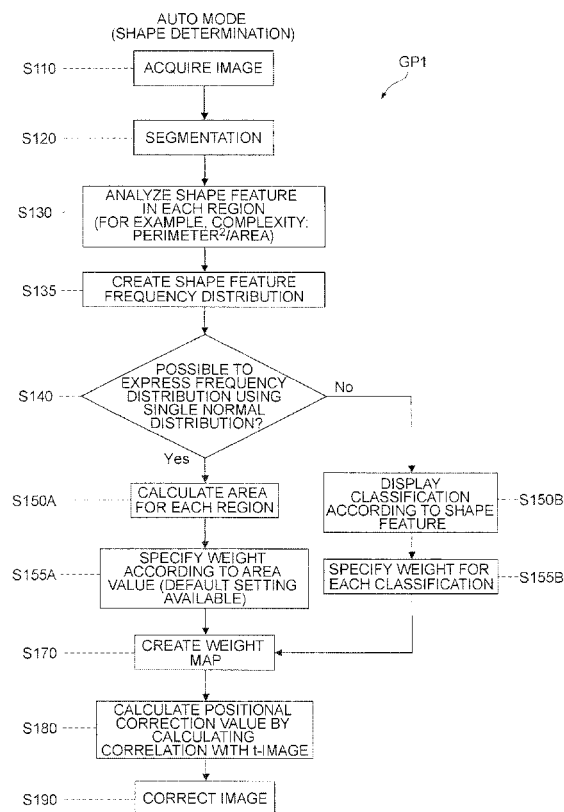 AUTO MODE
(SHAPE DETERMINATION)
GP1
S110
ACQUIRE IMAGE
S120
SEGMENTATION
S130
ANALYZE SHAPE FEATURE
IN EACH REGION
(FOR EXAMPLE, COMPLEXITY:
PERIMETER²/AREA)
S135
CREATE SHAPE FEATURE
FREQUENCY DISTRIBUTION
S140
POSSIBLE TO
EXPRESS FREQUENCY
DISTRIBUTION USING
SINGLE NORMAL
DISTRIBUTION?
No
Yes
S150A
CALCULATE AREA
FOR EACH REGION
DISPLAY
CLASSIFICATION
ACCORDING TO SHAPE
FEATURE
S150B
S155A
SPECIFY WEIGHT
ACCORDING TO AREA
VALUE (DEFAULT SETTING
AVAILABLE)
SPECIFY WEIGHT FOR
EACH CLASSIFICATION
S155B
S170
CREATE WEIGHT
MAP
S180
CALCULATE POSITIONAL
CORRECTION VALUE BY
CALCULATING
CORRELATION WITH t-IMAGE
S190
CORRECT IMAGE